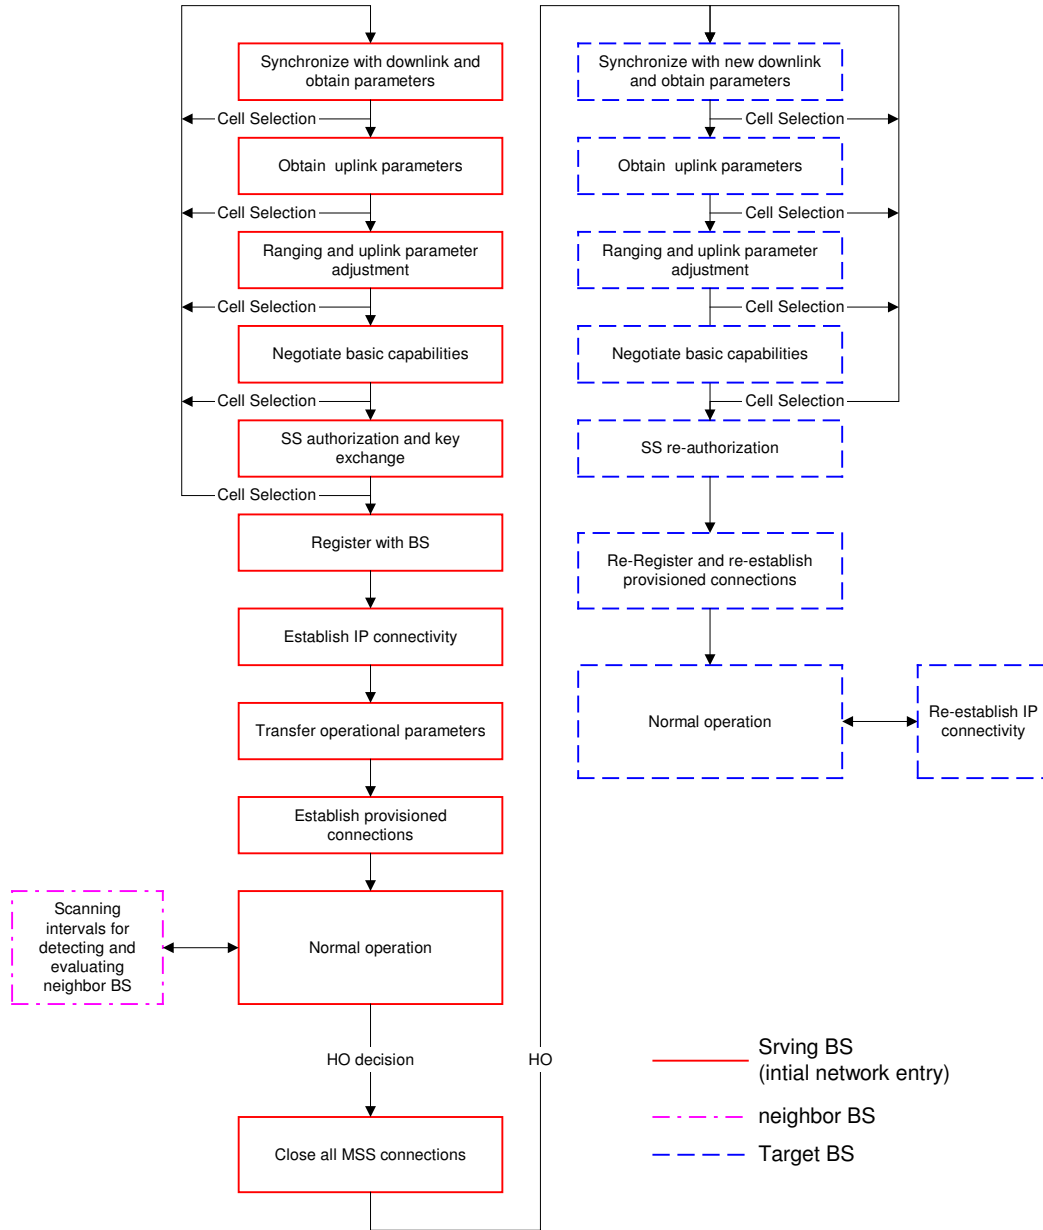 Synchronize with downlink and
obtain parameters
Cell Selection
Obtain  uplink parameters
Cell Selection
Ranging and uplink parameter
adjustment
Cell Selection
Negotiate basic capabilities
Cell Selection
SS authorization and key
exchange
Cell Selection
Register with BS
Establish IP connectivity
Transfer operational parameters
Establish provisioned
connections
Scanning
intervals for
detecting and
evaluating
neighbor BS
Normal operation
HO decision
Close all MSS connections
HO
Synchronize with new downlink
and obtain parameters
Cell Selection
Obtain  uplink parameters
Cell Selection
Ranging and uplink parameter
adjustment
Cell Selection
Negotiate basic capabilities
Cell Selection
SS re-authorization
Re-Register and re-establish
provisioned connections
Normal operation
Re-establish IP
connectivity
Srving BS
(intial network entry)
neighbor BS
Target BS